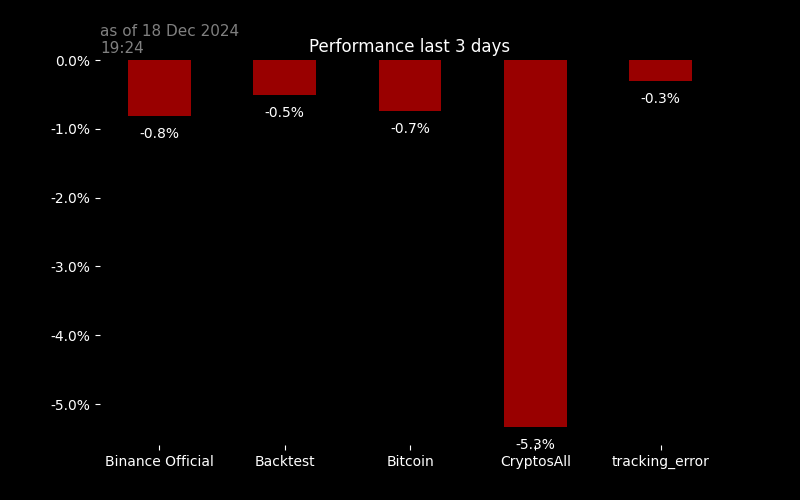 as of 18 Dec 2024
19:24
Performance last 3 days
0.0%
-1.0%
-2.0%
-3.0%
-4.0%
-5.0%
-0.8%
-0.5%
-0.7%
-5.3%
-0.3%
Binance Official
Backtest
Bitcoin
CryptosAll
tracking_error